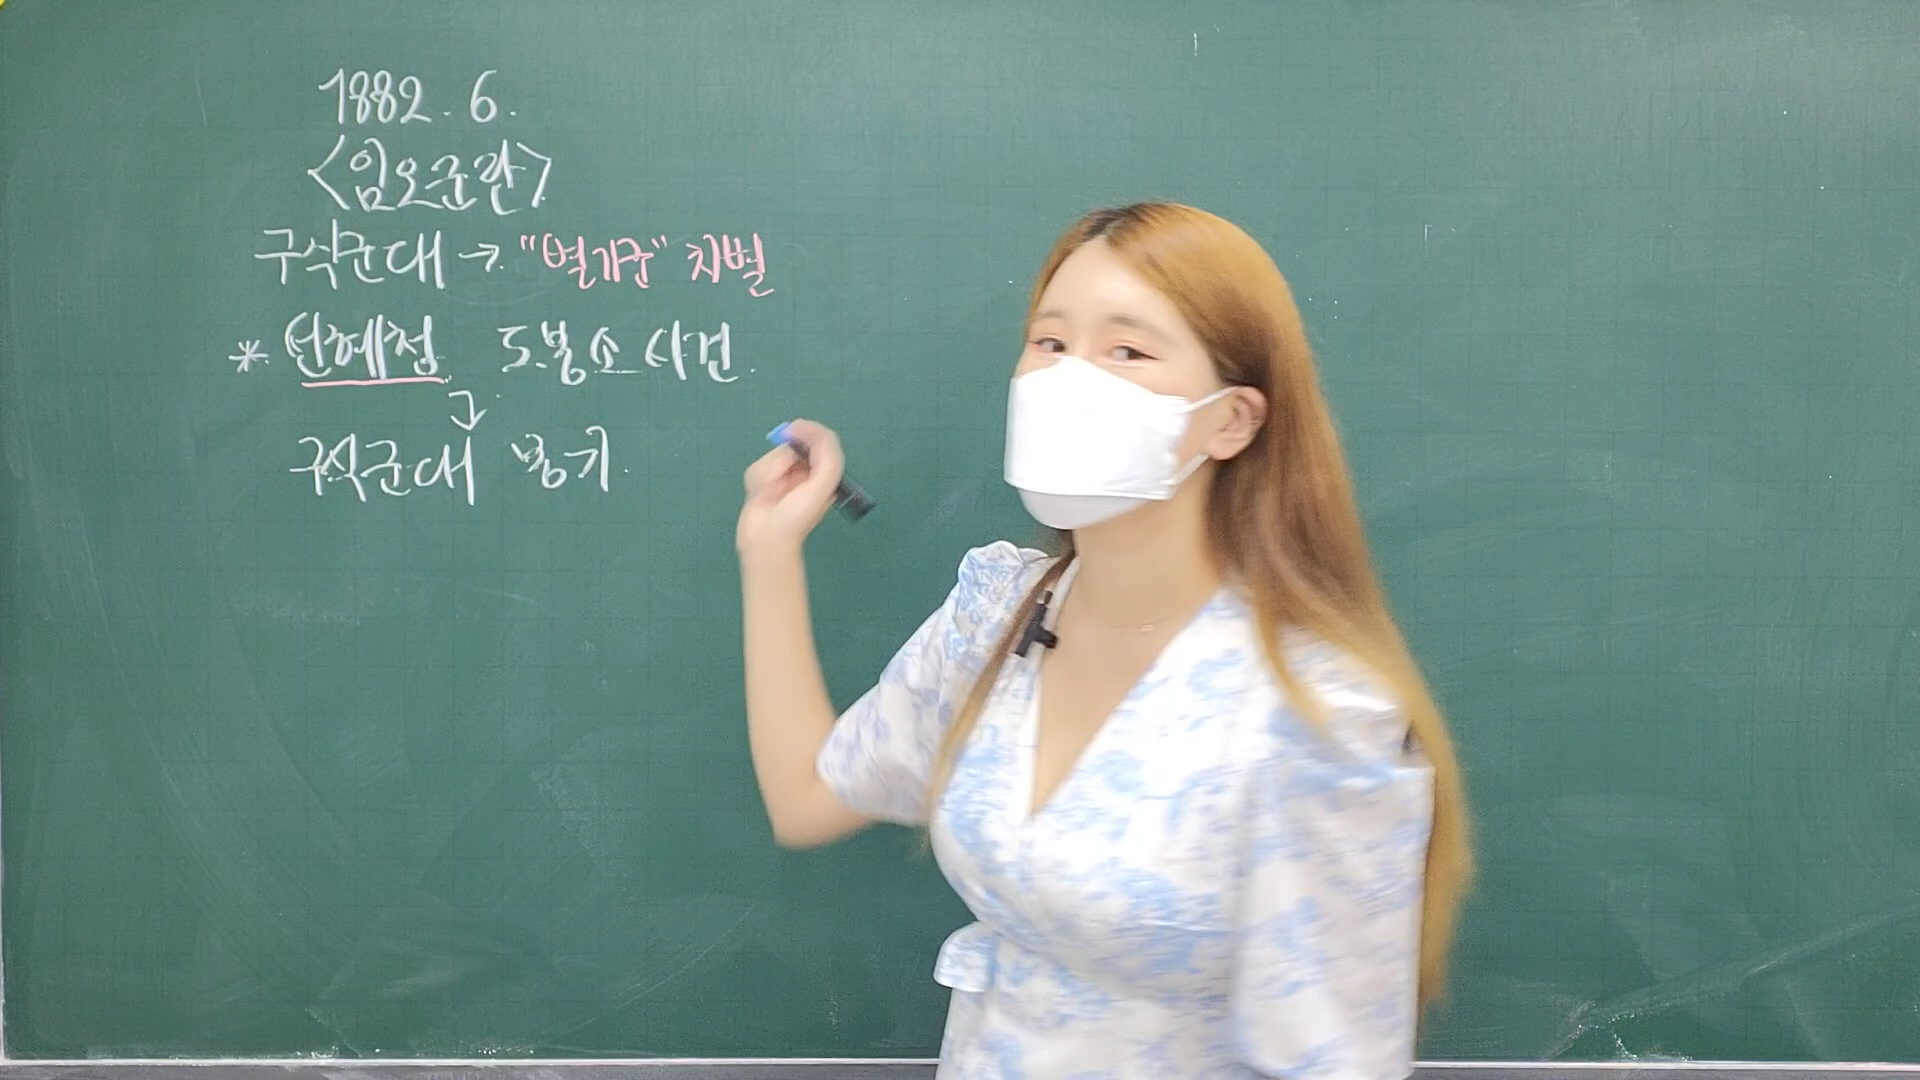 1882. 6.
<임오군란>
구식군대 → "별기군" 차별
* 선혜청 도봉소 사건.
구식군대 봉기.